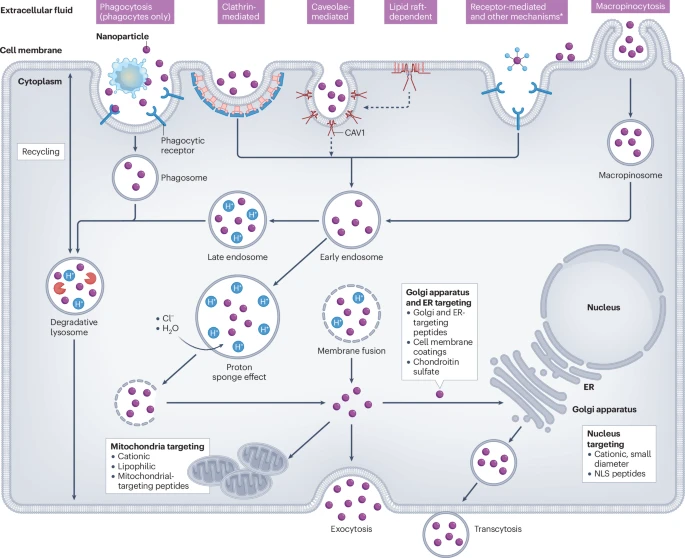 Extracellular fluid
Phagocytosis
(phagocytes only)
Clathrin-
mediated
Caveolae-
mediated
Lipid raft-
dependent
Receptor-mediated
and other mechanisms*
Macropinocytosis
Nanoparticle
Cell membrane
Cytoplasm
CAV1
Phagocytic
receptor
Recycling
Phagosome
Macropinosome
H⁺
H⁺
H⁺
Late endosome
Early endosome
H⁺
H⁺
Degradative
lysosome
• Cl⁻
• H₂O
H⁺
H⁺
H⁺
H⁺
H⁺
H⁺
Proton
sponge effect
H⁺
H⁺
Membrane fusion
Golgi apparatus
and ER targeting
• Golgi and ER-
targeting
peptides
• Cell membrane
coatings
• Chondroitin
sulfate
Nucleus
ER
Golgi apparatus
Mitochondria targeting
• Cationic
• Lipophilic
• Mitochondrial-
targeting peptides
Nucleus
targeting
• Cationic, small
diameter
• NLS peptides
Exocytosis
Transcytosis